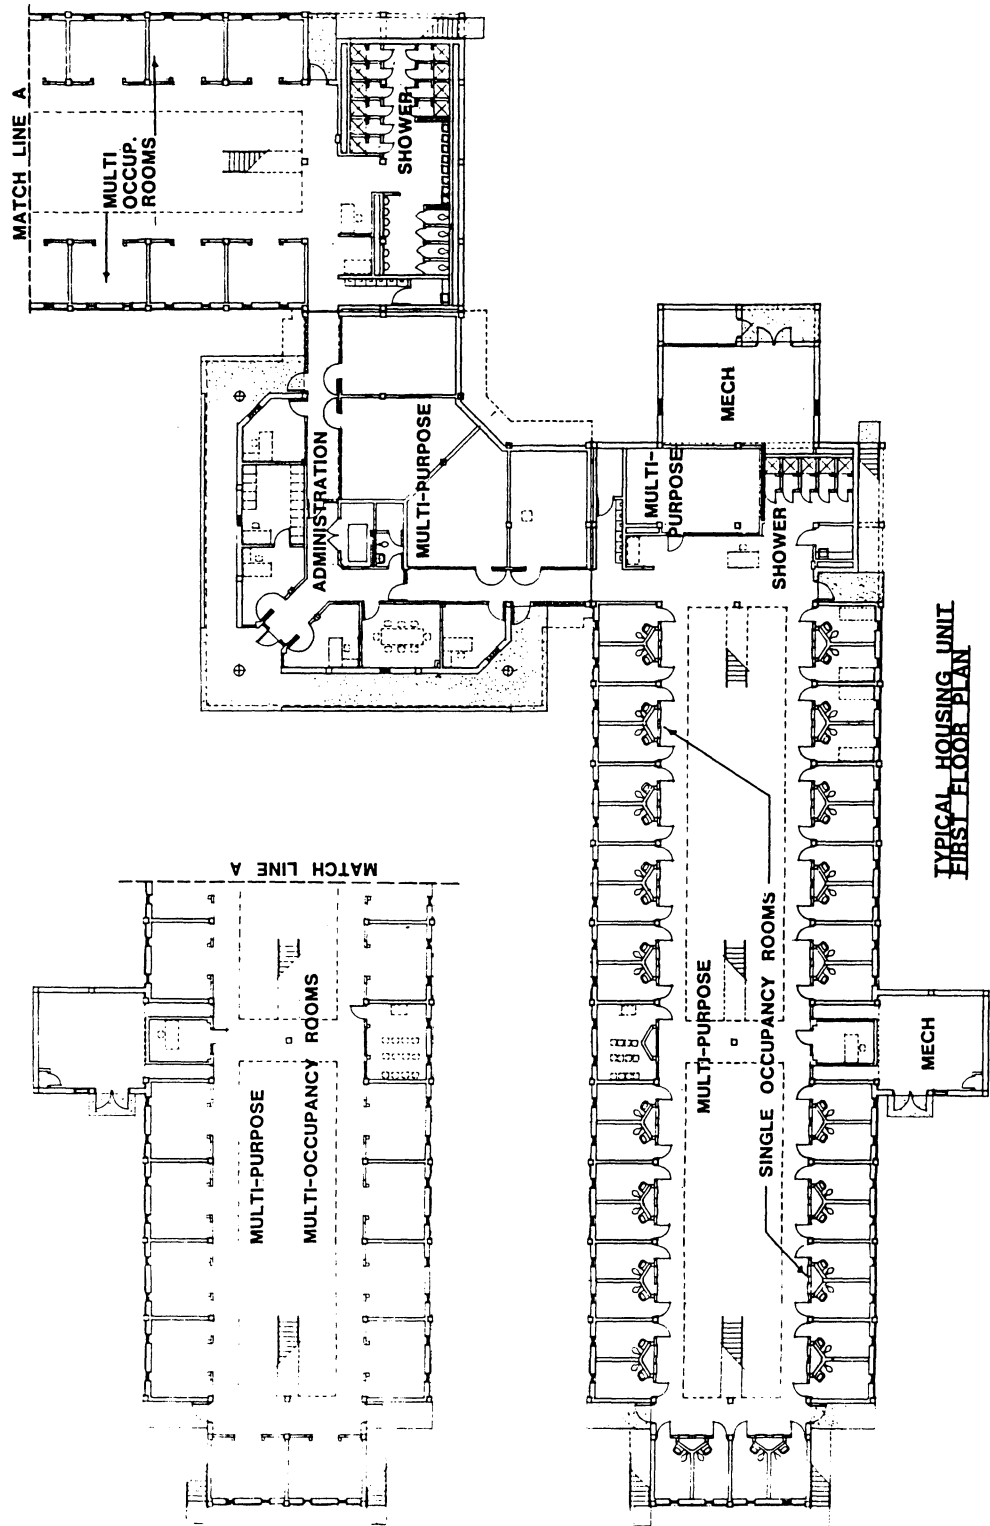 MATCH LINE A
MULTI
OCCUP.
ROOMS
SHOWER
ADMINISTRATION
MULTI-PURPOSE
MECH
MULTI-
PURPOSE
SHOWER
MATCH LINE A
MULTI-PURPOSE
MULTI-OCCUPANCY ROOMS
MULTI-PURPOSE
SINGLE OCCUPANCY ROOMS
MECH
TYPICAL HOUSING UNIT
FIRST FLOOR PLAN